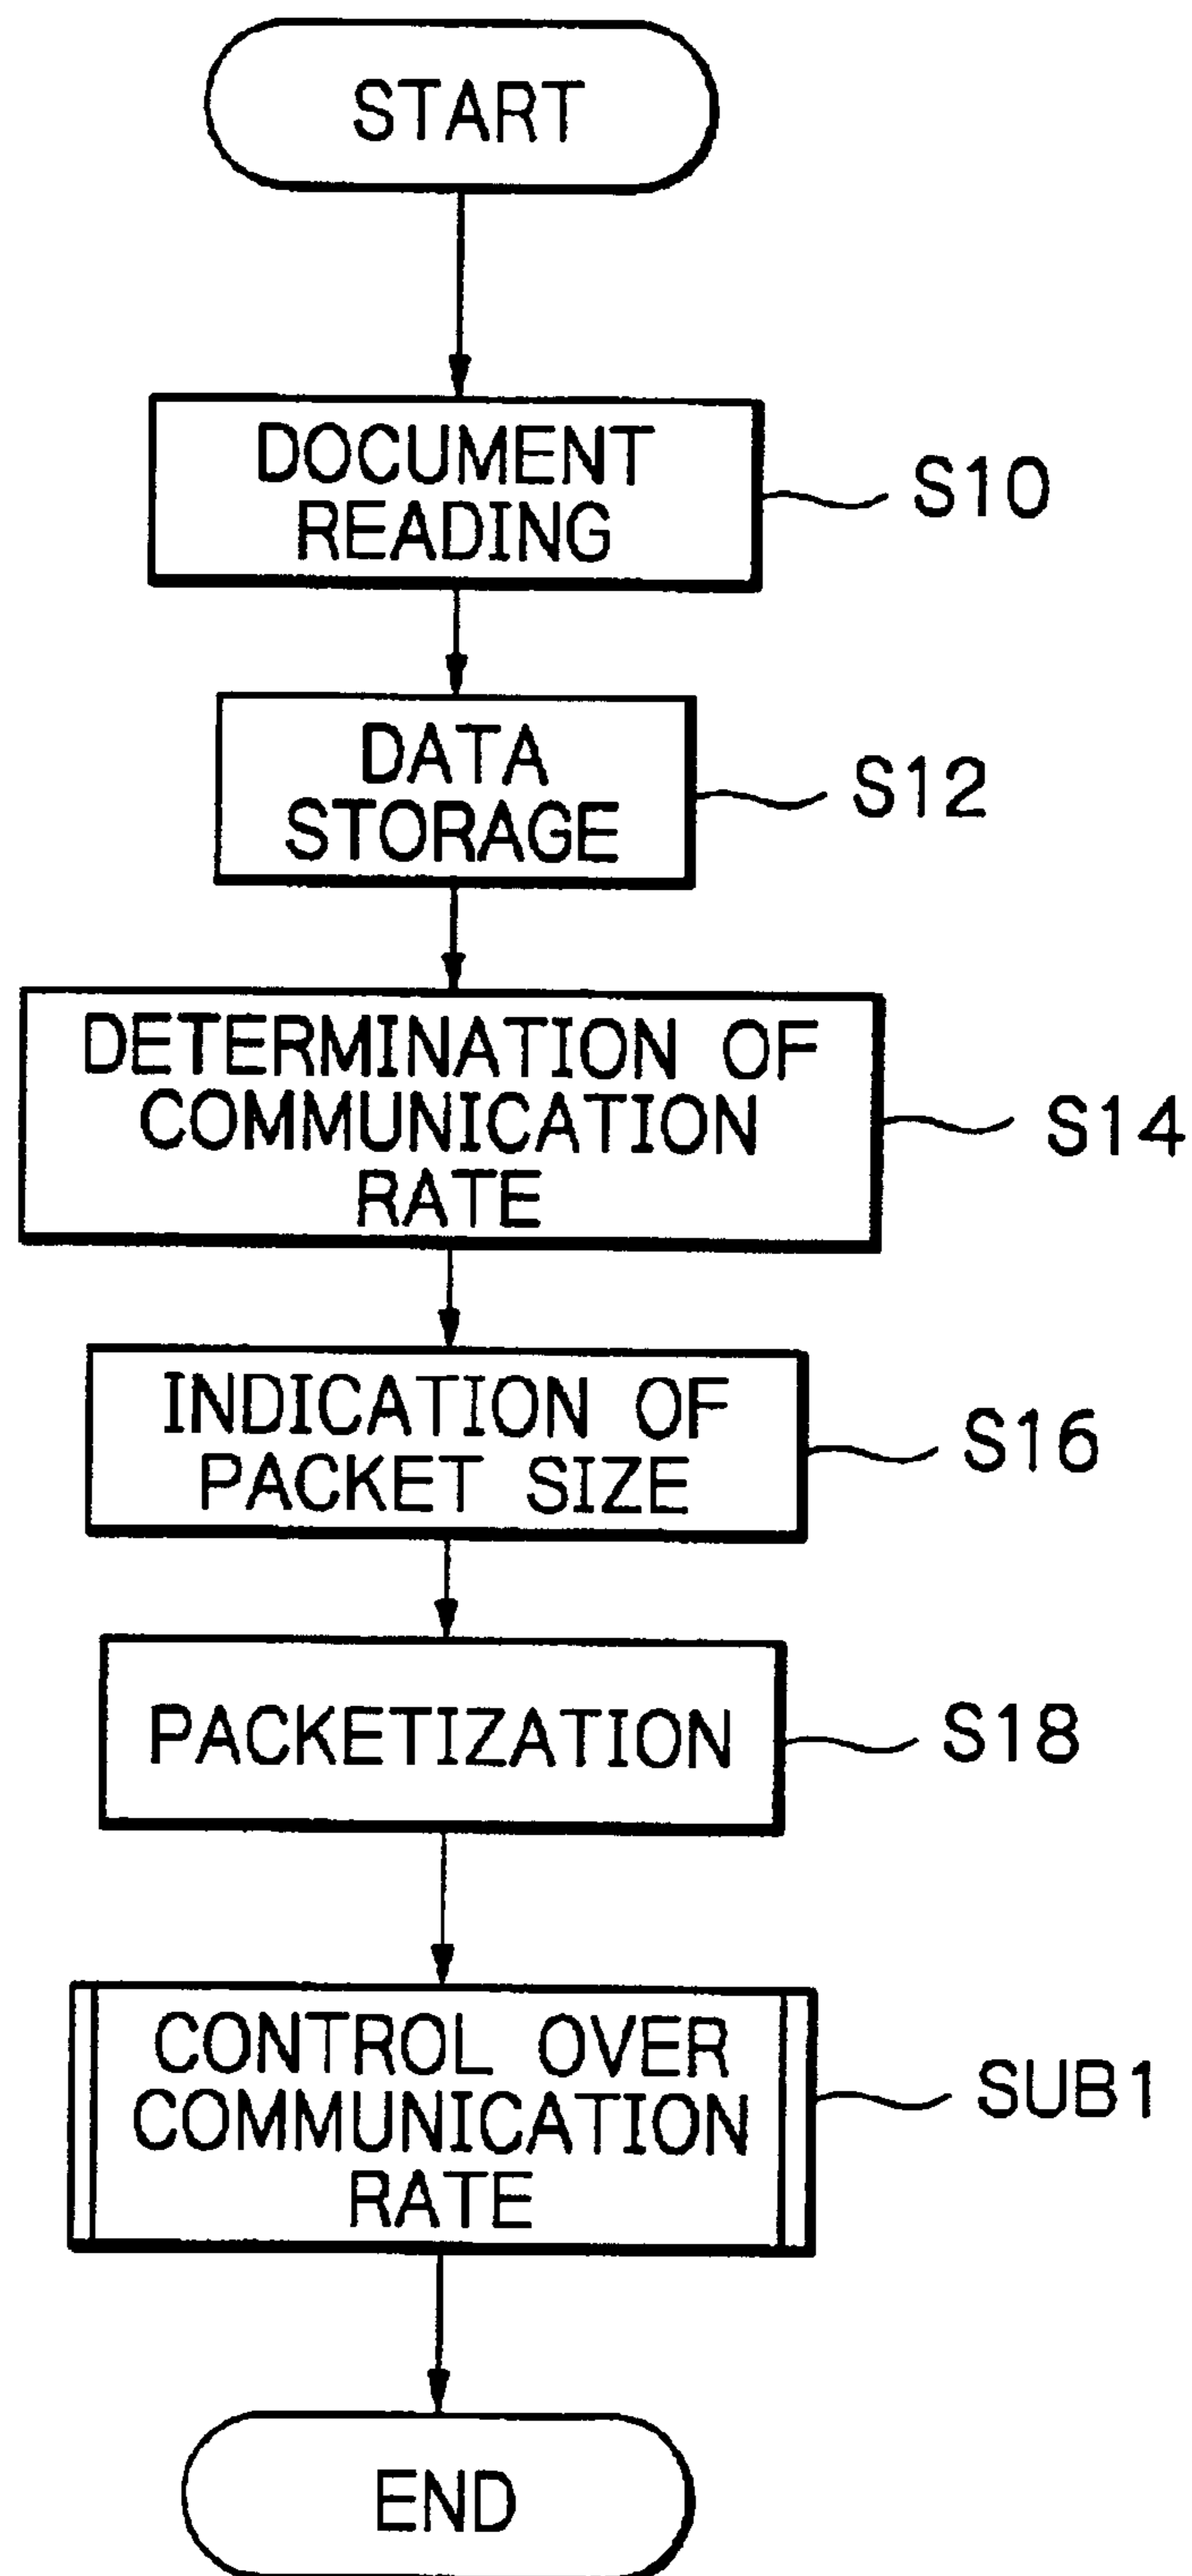 START
DOCUMENT
READING
S10
DATA
STORAGE
S12
DETERMINATION OF
COMMUNICATION
RATE
S14
INDICATION OF
PACKET SIZE
S16
PACKETIZATION
S18
CONTROL OVER
COMMUNICATION
RATE
SUB1
END